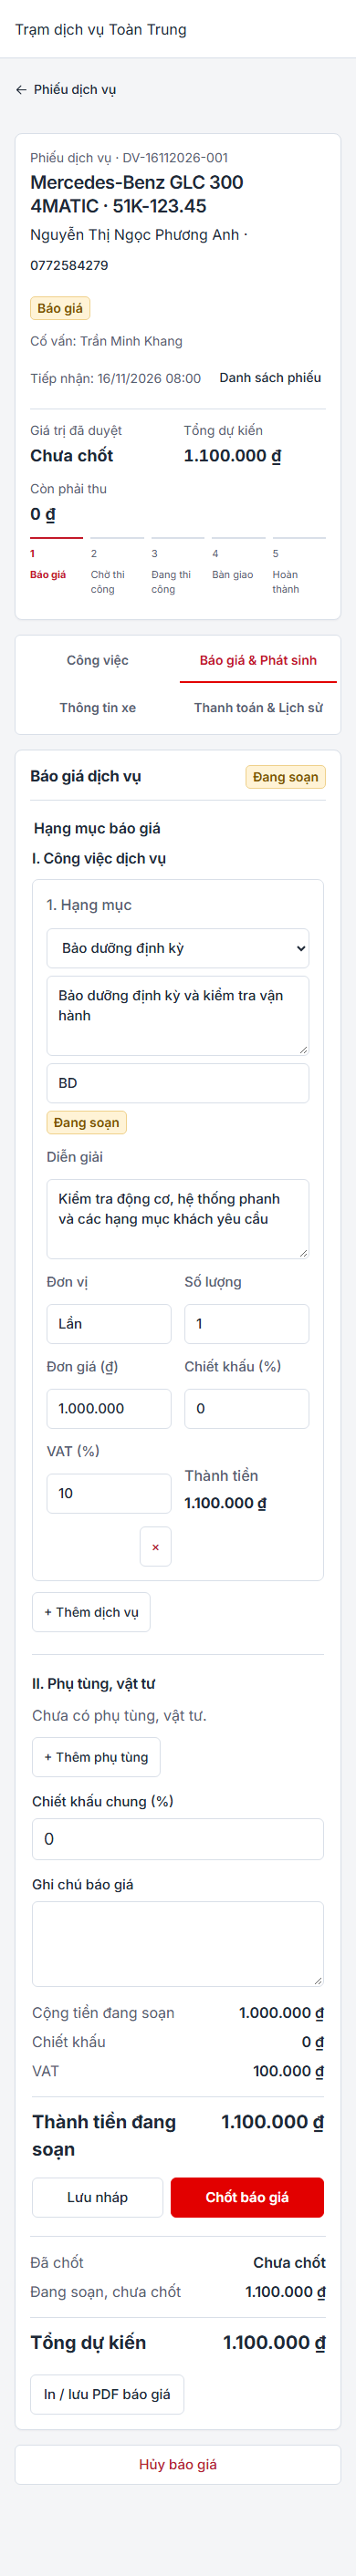 Trạm dịch vụ Toàn Trung
← Phiếu dịch vụ
Phiếu dịch vụ · DV-16112026-001
Mercedes-Benz GLC 300
4MATIC · 51K-123.45
Nguyễn Thị Ngọc Phương Anh ·
0772584279
Báo giá
Cố vấn: Trần Minh Khang
Tiếp nhận: 16/11/2026 08:00 Danh sách phiếu
Giá trị đã duyệt Tổng dự kiến
Chưa chốt 1.100.000 ₫
Còn phải thu
0 ₫
1 2 3 4 5
Báo giá Chờ thi Đang thi Bàn giao Hoàn
công công thành
Công việc Báo giá & Phát sinh
Thông tin xe Thanh toán & Lịch sử
Báo giá dịch vụ Đang soạn
Hạng mục báo giá
I. Công việc dịch vụ
1. Hạng mục
Bảo dưỡng định kỳ
Bảo dưỡng định kỳ và kiểm tra vận
hành
BD
Đang soạn
Diễn giải
Kiểm tra động cơ, hệ thống phanh
và các hạng mục khách yêu cầu
Đơn vị Số lượng
Lần 1
Đơn giá (₫) Chiết khấu (%)
1.000.000 0
VAT (%)
Thành tiền
10
1.100.000 ₫
×
+ Thêm dịch vụ
II. Phụ tùng, vật tư
Chưa có phụ tùng, vật tư.
+ Thêm phụ tùng
Chiết khấu chung (%)
0
Ghi chú báo giá
Cộng tiền đang soạn 1.000.000 ₫
Chiết khấu 0 ₫
VAT 100.000 ₫
Thành tiền đang 1.100.000 ₫
soạn
Lưu nháp Chốt báo giá
Đã chốt Chưa chốt
Đang soạn, chưa chốt 1.100.000 ₫
Tổng dự kiến 1.100.000 ₫
In / lưu PDF báo giá
Hủy báo giá